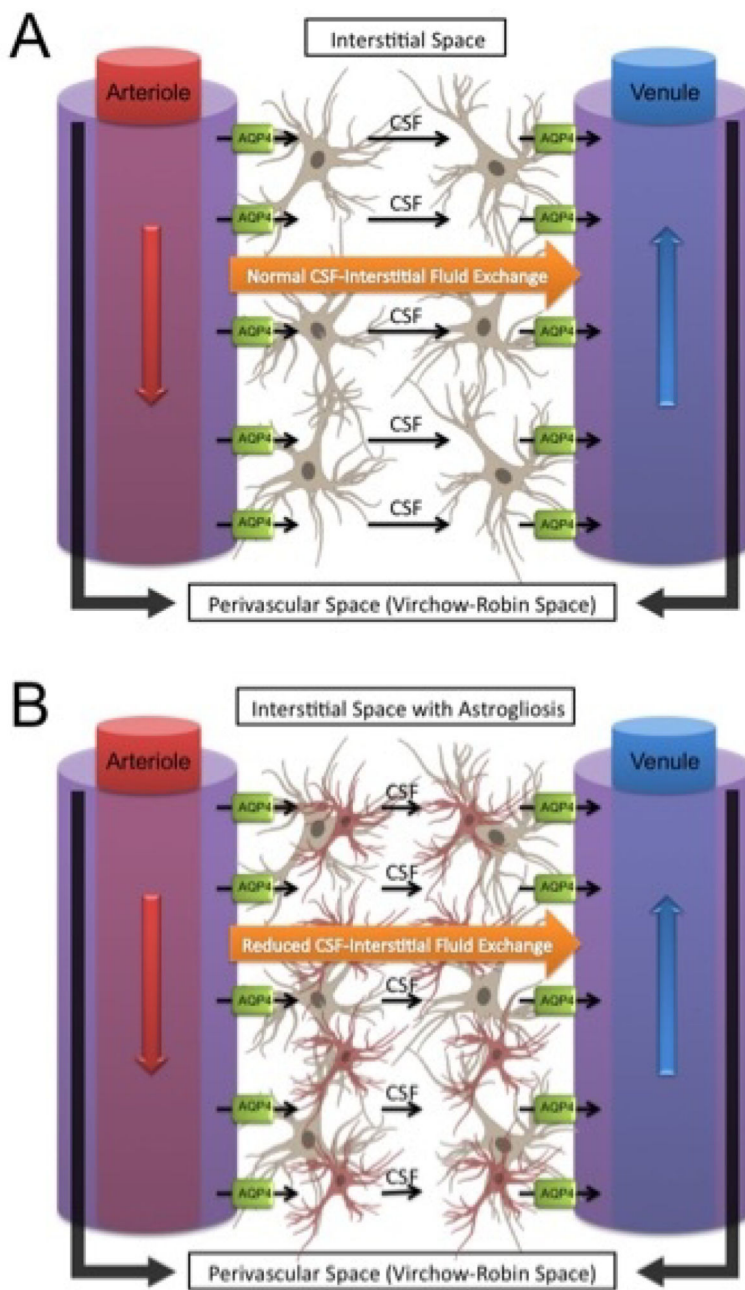 A
Interstitial Space
Arteriole
Venule
AQP4
CSF
AQP4
AQP4
CSF
AQP4
Normal CSF-Interstitial Fluid Exchange
AQP4
CSF
AQP4
AQP4
CSF
AQP4
AQP4
CSF
AQP4
Perivascular Space (Virchow-Robin Space)
B
Interstitial Space with Astrogliosis
Arteriole
Venule
AQP4
CSF
AQP4
AQP4
CSF
AQP4
Reduced CSF-Interstitial Fluid Exchange
AQP4
CSF
AQP4
AQP4
CSF
AQP4
AQP4
CSF
AQP4
Perivascular Space (Virchow-Robin Space)